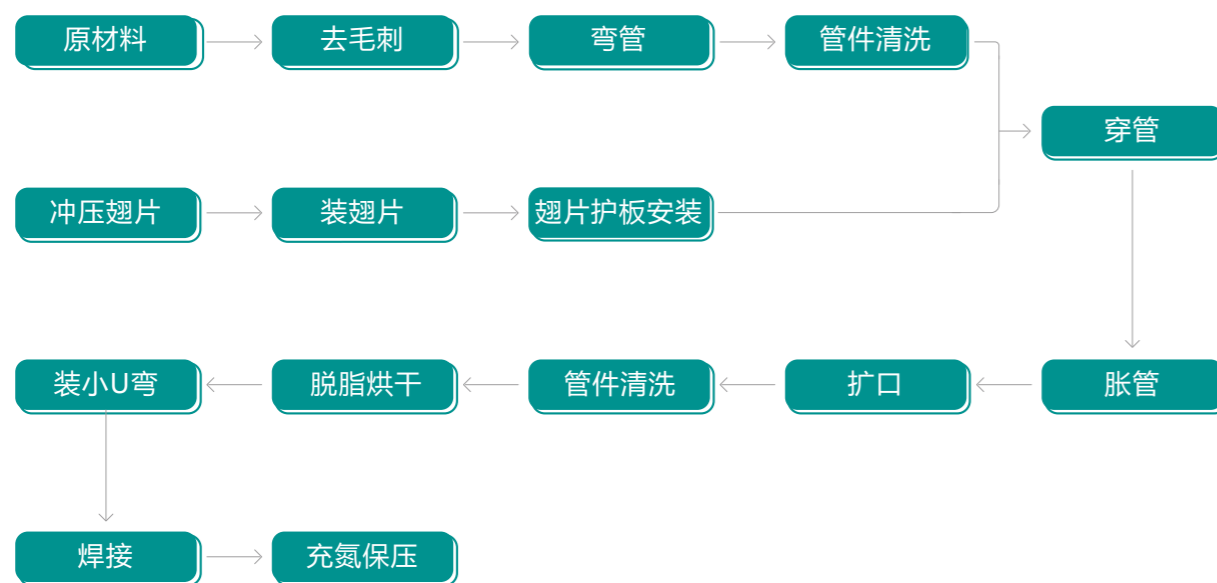 原材料
去毛刺
弯管
管件清洗
穿管
冲压翅片
装翅片
翅片护板安装
装小U弯
脱脂烘干
管件清洗
扩口
胀管
焊接
充氮保压